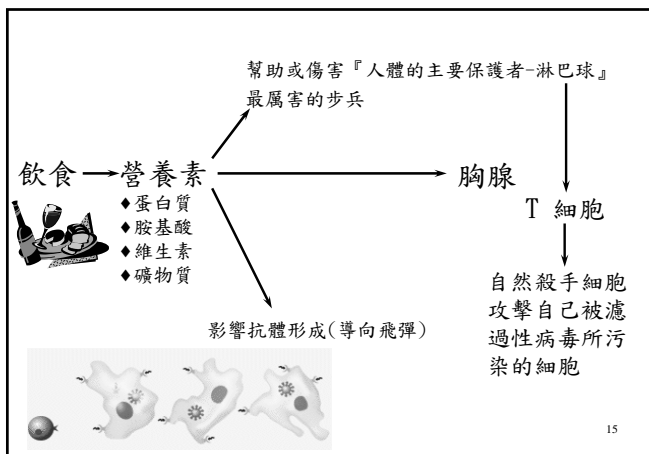 幫助或傷害『人體的主要保護者-淋巴球』
最厲害的步兵
飲食
營養素
♦蛋白質
♦胺基酸
♦維生素
♦礦物質
胸腺
T 細胞
自然殺手細胞
攻擊自己被濾
過性病毒所污
染的細胞
影響抗體形成(導向飛彈)
15